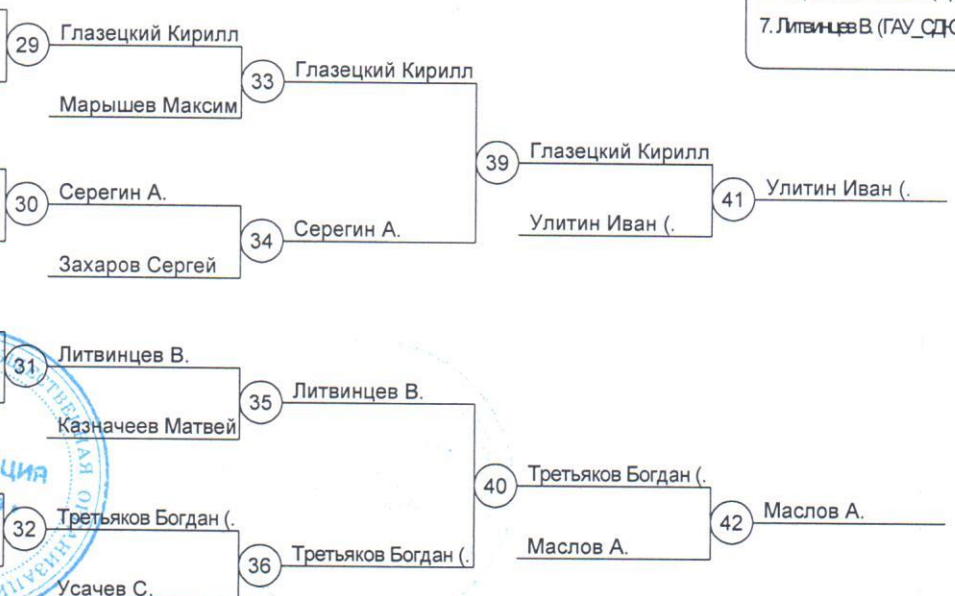 7. Литвинцев В. (ГАУ_СДЮ
29 Глазецкий Кирилл
33 Глазецкий Кирилл
Марышев Максим
39 Глазецкий Кирилл
30 Серегин А.
41 Улитин Иван (.
34 Серегин А.
Улитин Иван (.
Захаров Сергей
31 Литвинцев В.
35 Литвинцев В.
Казначеев Матвей
40 Третьяков Богдан (.
32 Третьяков Богдан (.
42 Маслов А.
36 Третьяков Богдан (.
Маслов А.
Усачев С.